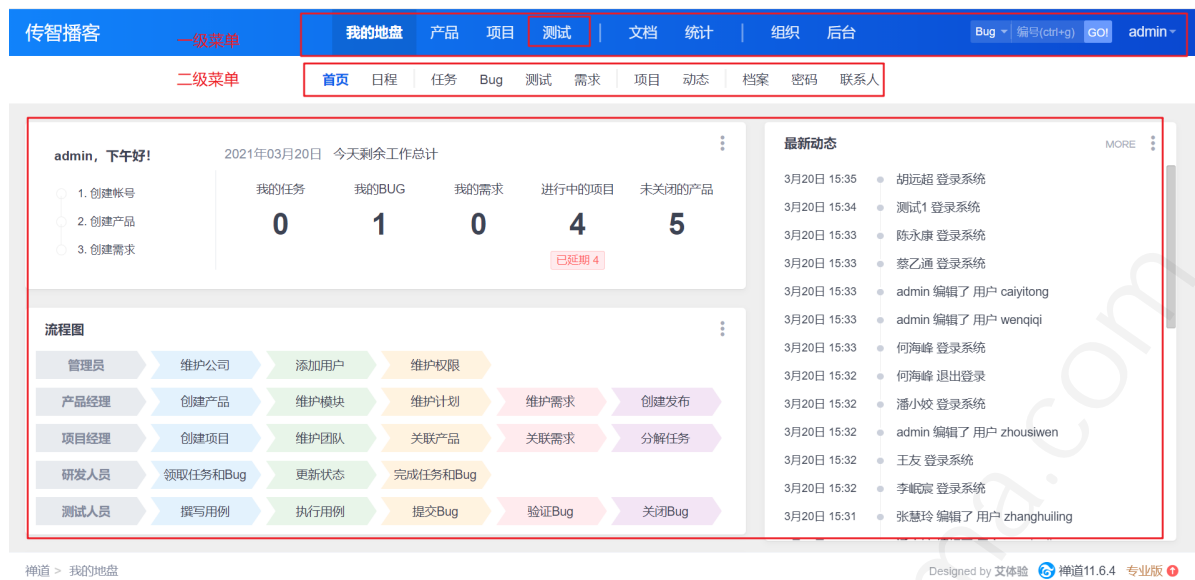 传智播客 一级菜单 我的地盘 产品 项目 测试 | 文档 统计 | 组织 后台 Bug 编号(ctrl+g) GO! admin
二级菜单 首页 日程 任务 Bug 测试 需求 项目 动态 档案 密码 联系人
admin，下午好！
1. 创建帐号
2. 创建产品
3. 创建需求
2021年03月20日 今天剩余工作总计
我的任务 我的BUG 我的需求 进行中的项目 未关闭的产品
0 1 0 4 5
已延期 4
流程图
管理员 维护公司 添加用户 维护权限
产品经理 创建产品 维护模块 维护计划 维护需求 创建发布
项目经理 创建项目 维护团队 关联产品 关联需求 分解任务
研发人员 领取任务和Bug 更新状态 完成任务和Bug
测试人员 撰写用例 执行用例 提交Bug 验证Bug 关闭Bug
最新动态 MORE
3月20日 15:35 胡远超 登录系统
3月20日 15:34 测试1 登录系统
3月20日 15:33 陈永康 登录系统
3月20日 15:33 蔡乙通 登录系统
3月20日 15:33 admin 编辑了 用户 caiyitong
3月20日 15:33 admin 编辑了 用户 wenqiqi
3月20日 15:33 何海峰 登录系统
3月20日 15:32 何海峰 退出登录
3月20日 15:32 潘小姣 登录系统
3月20日 15:32 admin 编辑了 用户 zhousiwen
3月20日 15:32 王友 登录系统
3月20日 15:32 李岷宸 登录系统
3月20日 15:31 张慧玲 编辑了 用户 zhanghuiling
禅道 > 我的地盘
Designed by 艾体验 禅道11.6.4 专业版
ma.com